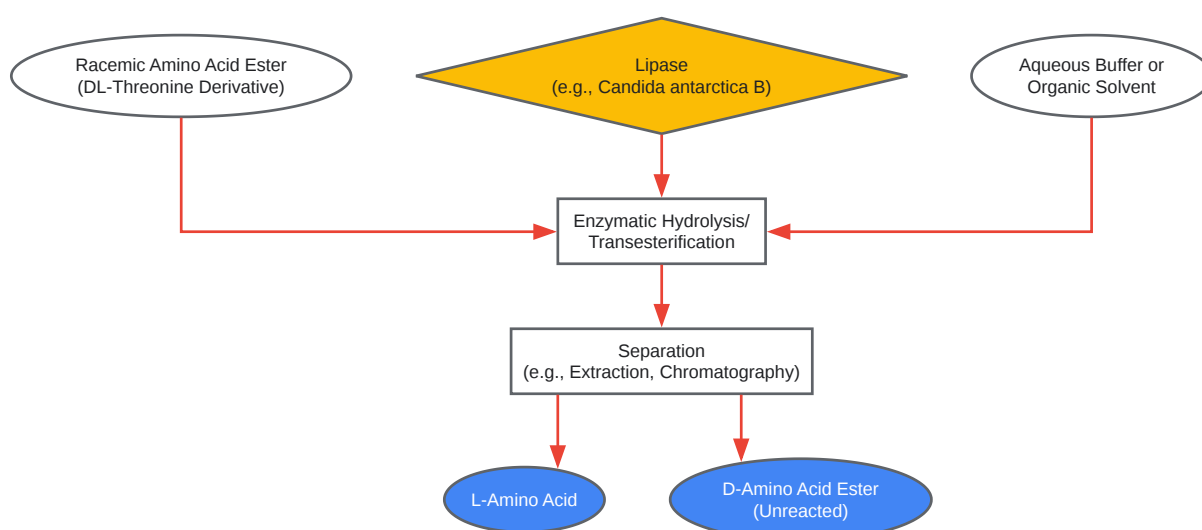 Racemic Amino Acid Ester
(DL-Threonine Derivative)
Lipase
(e.g., Candida antarctica B)
Aqueous Buffer or
Organic Solvent
Enzymatic Hydrolysis/
Transesterification
Separation
(e.g., Extraction, Chromatography)
L-Amino Acid
D-Amino Acid Ester
(Unreacted)